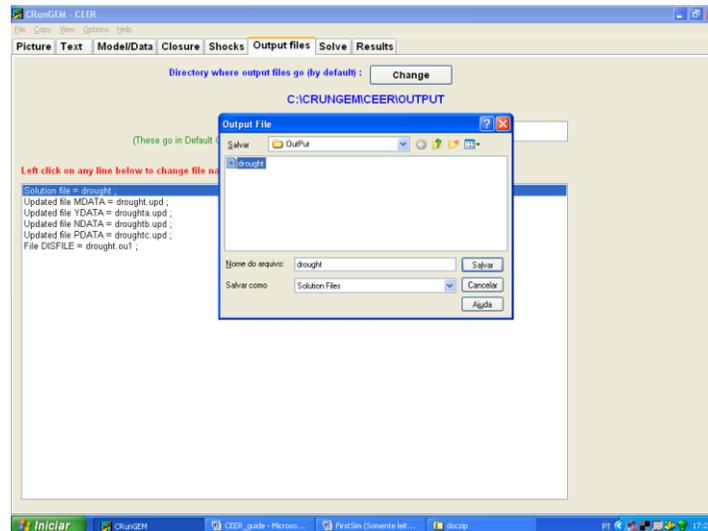 CRunGEM - CEER
File Copy View Options Help
Picture Text Model/Data Closure Shocks Output files Solve Results
Directory where output files go (by default) : Change
C:\CRUNGEM\CEER\OUTPUT
(These go in Default
Left click on any line below to change file na
Solution file = drought ;
Updated file MDATA = drought.upd ;
Updated file YDATA = droughta.upd ;
Updated file NDATA = droughtb.upd ;
Updated file PDATA = droughtc.upd ;
File DISFILE = drought.ou1 ;
Output File
Salvar OutPut
drought
Nome do arquivo: drought Salvar
Salvar como Solution Files Cancelar
Ajuda
Iniciar CRunGEM CEER_guide - Microso... FirstSim (Somente leit... doczip PT 17:2